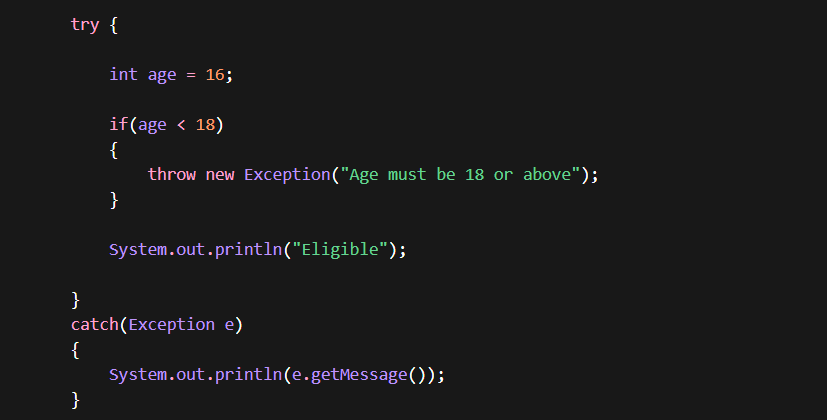 try {
int age = 16;
if(age < 18)
{
throw new Exception("Age must be 18 or above");
}
System.out.println("Eligible");
}
catch(Exception e)
{
System.out.println(e.getMessage());
}